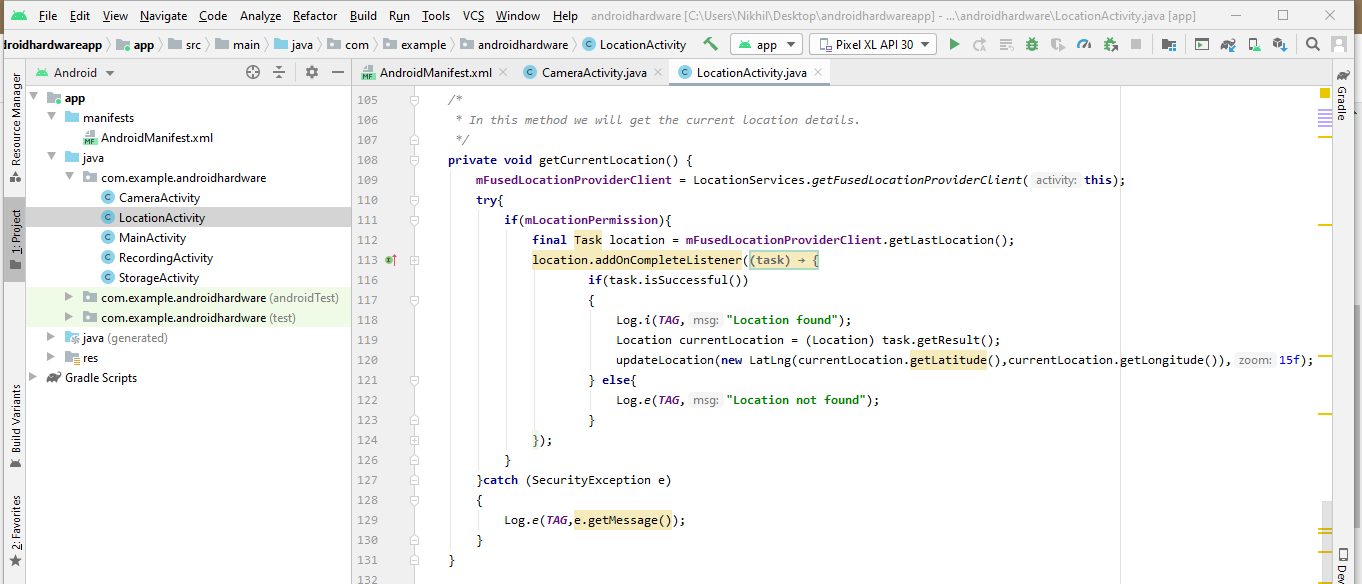 File Edit View Navigate Code Analyze Refactor Build Run Tools VCS Window Help androidhardware [C:\Users\Nikhil\Desktop\androidhardwareapp] - ...\androidhardware\LocationActivity.java [app]
droidhardwareapp app src main java com example androidhardware LocationActivity app Pixel XL API 30
Resource Manager
1: Project
Build Variants
2: Favorites
Android
app
manifests
MF AndroidManifest.xml
java
com.example.androidhardware
C CameraActivity
C LocationActivity
C MainActivity
C RecordingActivity
C StorageActivity
com.example.androidhardware (androidTest)
com.example.androidhardware (test)
java (generated)
res
Gradle Scripts
MF AndroidManifest.xml C CameraActivity.java C LocationActivity.java
105 /*
106 * In this method we will get the current location details.
107 */
108 private void getCurrentLocation() {
109 mFusedLocationProviderClient = LocationServices.getFusedLocationProviderClient( activity: this);
110 try{
111 if(mLocationPermission){
112 final Task location = mFusedLocationProviderClient.getLastLocation();
113 location.addOnCompleteListener((task) → {
116 if(task.isSuccessful())
117 {
118 Log.i(TAG, msg: "Location found");
119 Location currentLocation = (Location) task.getResult();
120 updateLocation(new LatLng(currentLocation.getLatitude(),currentLocation.getLongitude()), zoom: 15f);
121 } else{
122 Log.e(TAG, msg: "Location not found");
123 }
124 });
126 }
127 }catch (SecurityException e)
128 {
129 Log.e(TAG,e.getMessage());
130 }
131 }
132
Gradle